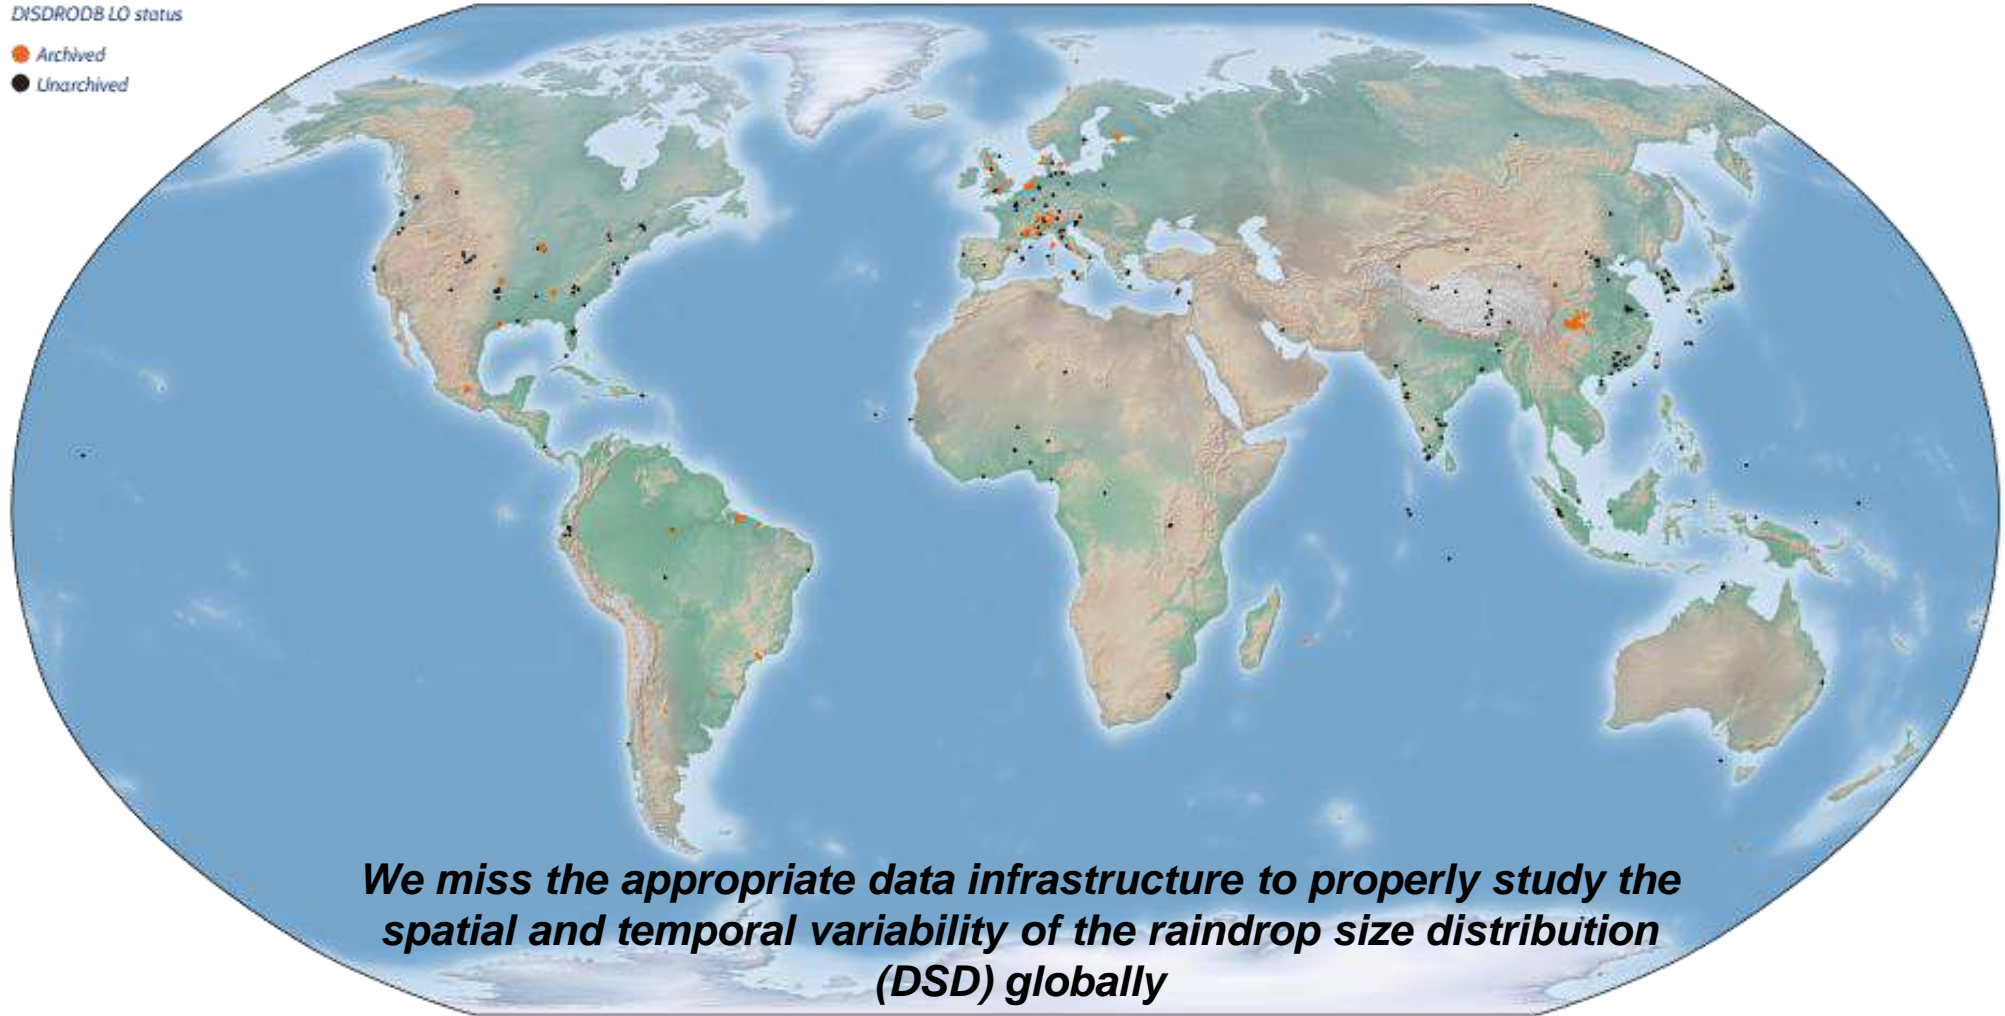 DISDRODB L0 status
Archived
Unarchived
We miss the appropriate data infrastructure to properly study the
spatial and temporal variability of the raindrop size distribution
(DSD) globally